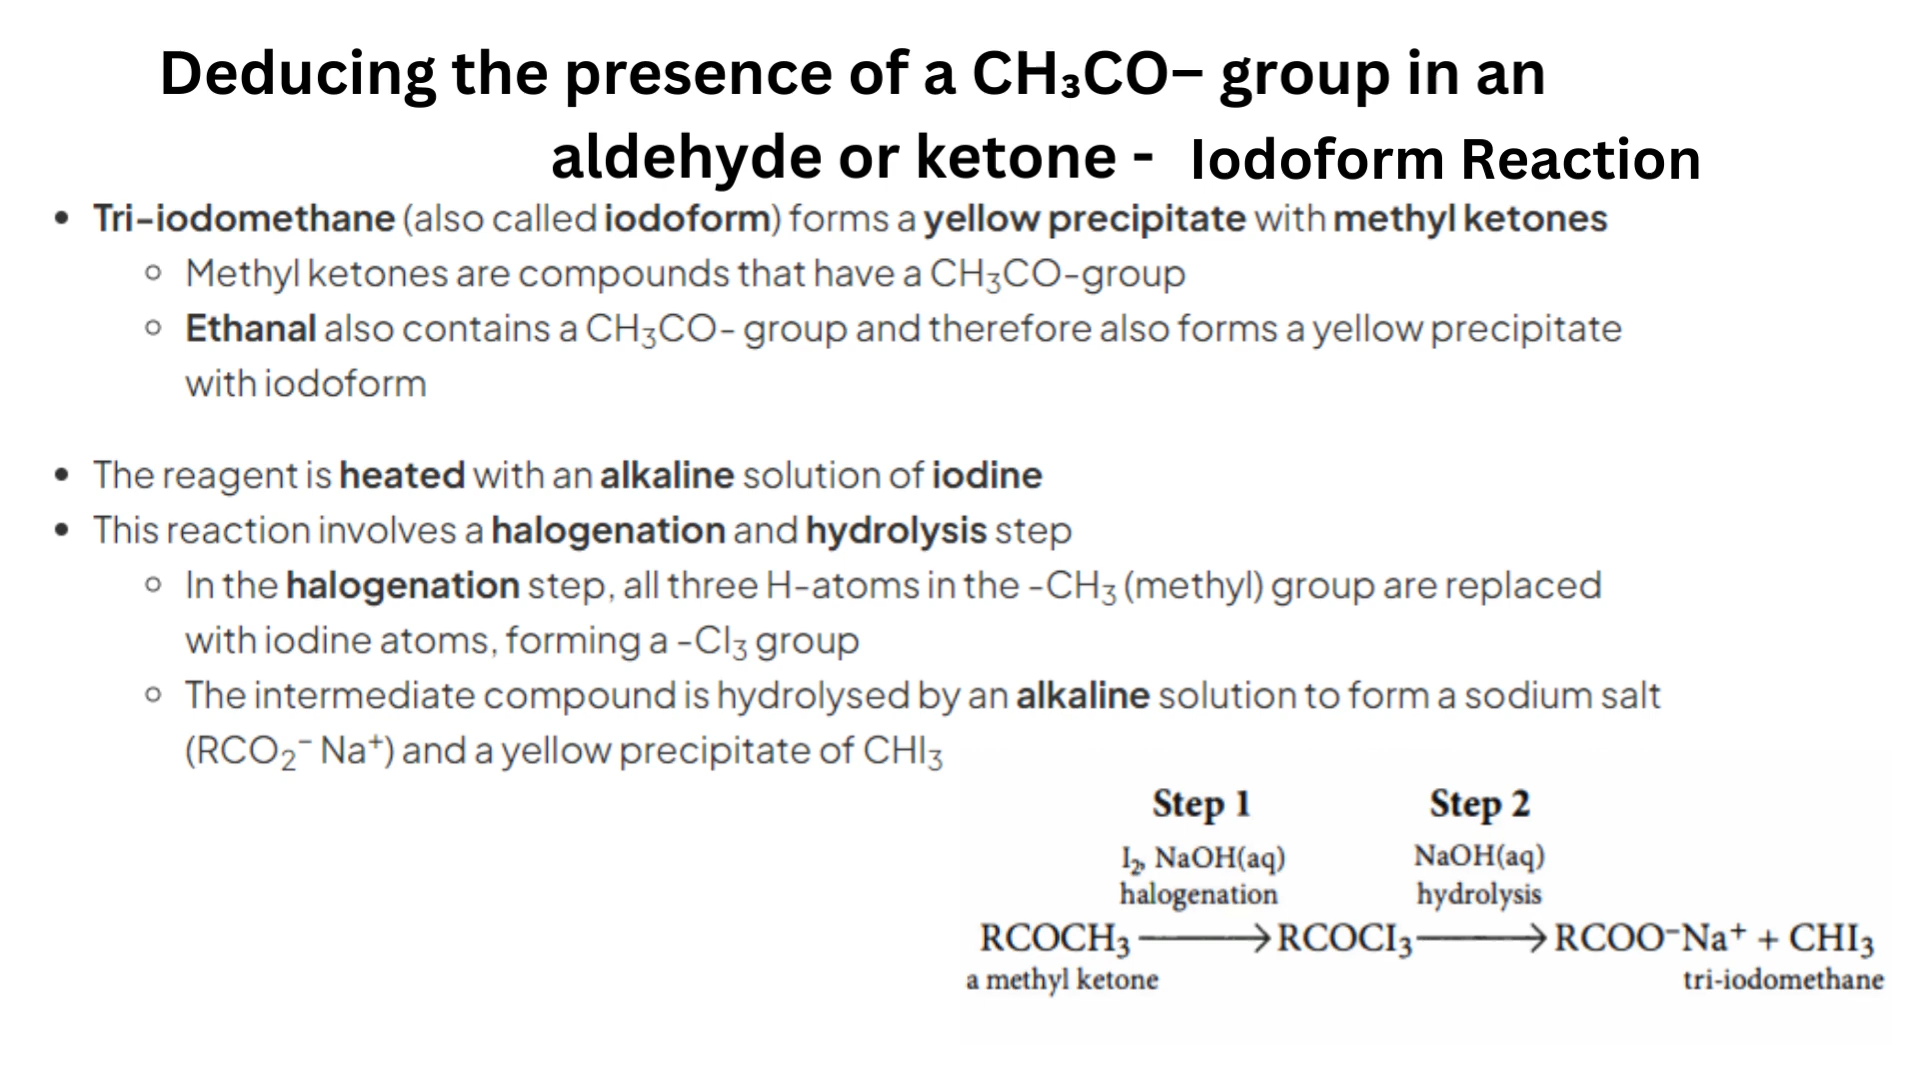 Deducing the presence of a CH₃CO– group in an
aldehyde or ketone - Iodoform Reaction
• Tri-iodomethane (also called iodoform) forms a yellow precipitate with methyl ketones
○ Methyl ketones are compounds that have a CH₃CO-group
○ Ethanal also contains a CH₃CO- group and therefore also forms a yellow precipitate
with iodoform
• The reagent is heated with an alkaline solution of iodine
• This reaction involves a halogenation and hydrolysis step
○ In the halogenation step, all three H-atoms in the -CH₃ (methyl) group are replaced
with iodine atoms, forming a -CI₃ group
○ The intermediate compound is hydrolysed by an alkaline solution to form a sodium salt
(RCO₂⁻ Na⁺) and a yellow precipitate of CHI₃
Step 1 Step 2
I₂, NaOH(aq) NaOH(aq)
halogenation hydrolysis
RCOCH₃ ⟶ RCOCI₃ ⟶ RCOO⁻Na⁺ + CHI₃
a methyl ketone tri-iodomethane